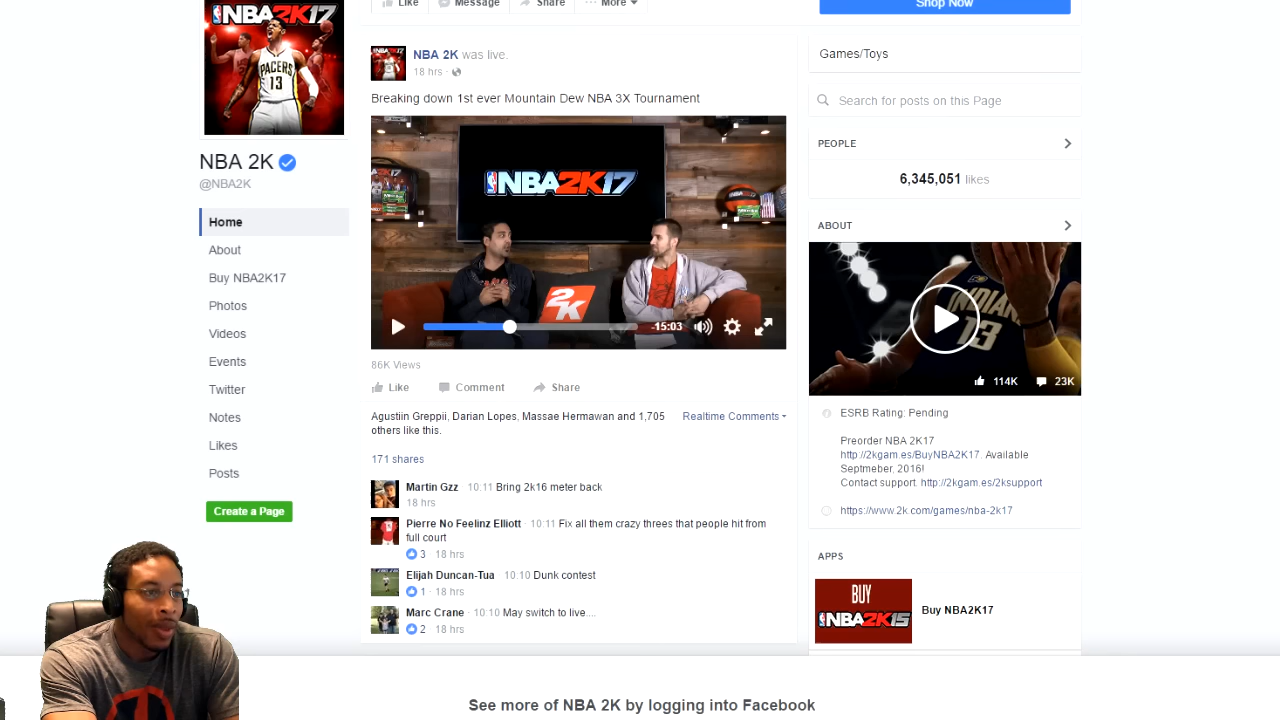 Like
Message
Share
More
Shop Now
NBA2K17
PACERS
13
NBA 2K
@NBA2K
Home
About
Buy NBA2K17
Photos
Videos
Events
Twitter
Notes
Likes
Posts
Create a Page
NBA 2K was live.
18 hrs ·
Breaking down 1st ever Mountain Dew NBA 3X Tournament
NBA2K17
2K
-15:03
86K Views
Like
Comment
Share
Agustiin Greppii, Darian Lopes, Massae Hermawan and 1,705
others like this.
Realtime Comments
171 shares
Martin Gzz · 10:11 Bring 2k16 meter back
18 hrs
Pierre No Feelinz Elliott · 10:11 Fix all them crazy threes that people hit from
full court
3 · 18 hrs
Elijah Duncan-Tua · 10:10 Dunk contest
1 · 18 hrs
Marc Crane · 10:10 May switch to live....
2 · 18 hrs
Games/Toys
Search for posts on this Page
PEOPLE
6,345,051 likes
ABOUT
INDIANA
13
114K
23K
ESRB Rating: Pending
Preorder NBA 2K17
http://2kgam.es/BuyNBA2K17. Available
Septmeber, 2016!
Contact support: http://2kgam.es/2ksupport
https://www.2k.com/games/nba-2k17
APPS
BUY
NBA2K15
Buy NBA2K17
See more of NBA 2K by logging into Facebook